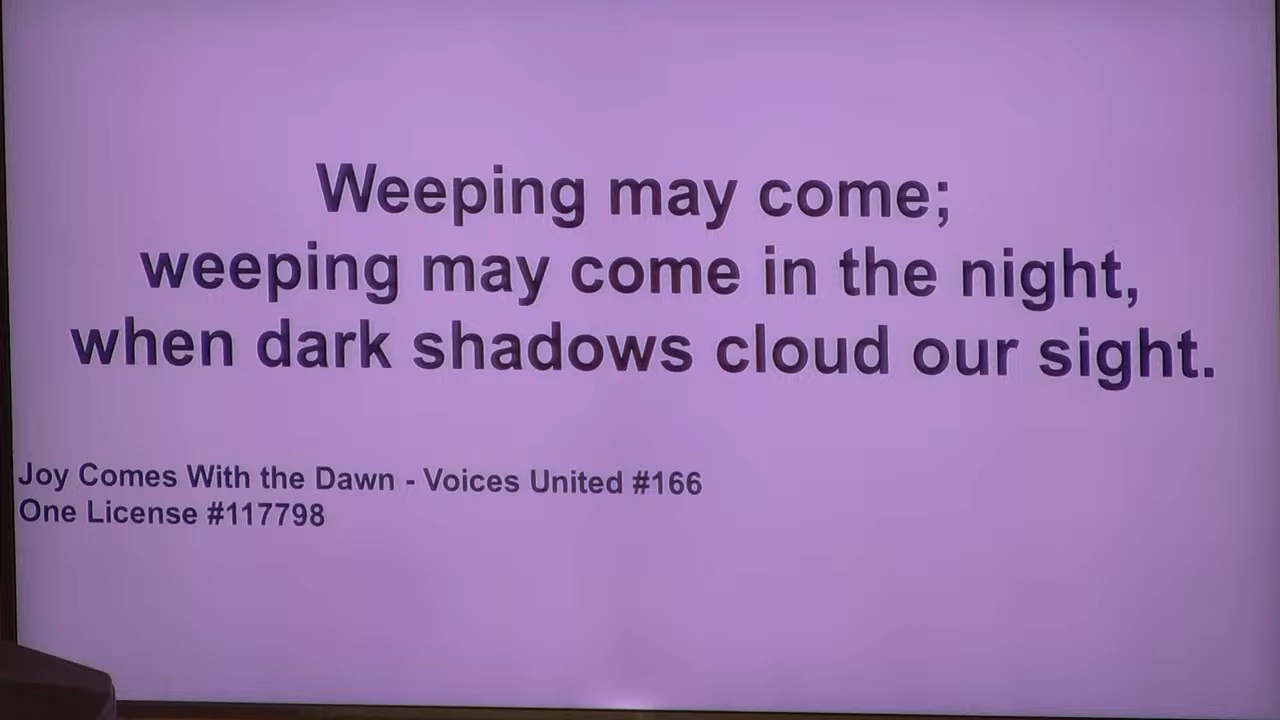 Weeping may come;
weeping may come in the night,
when dark shadows cloud our sight.
Joy Comes With the Dawn - Voices United #166
One License #117798